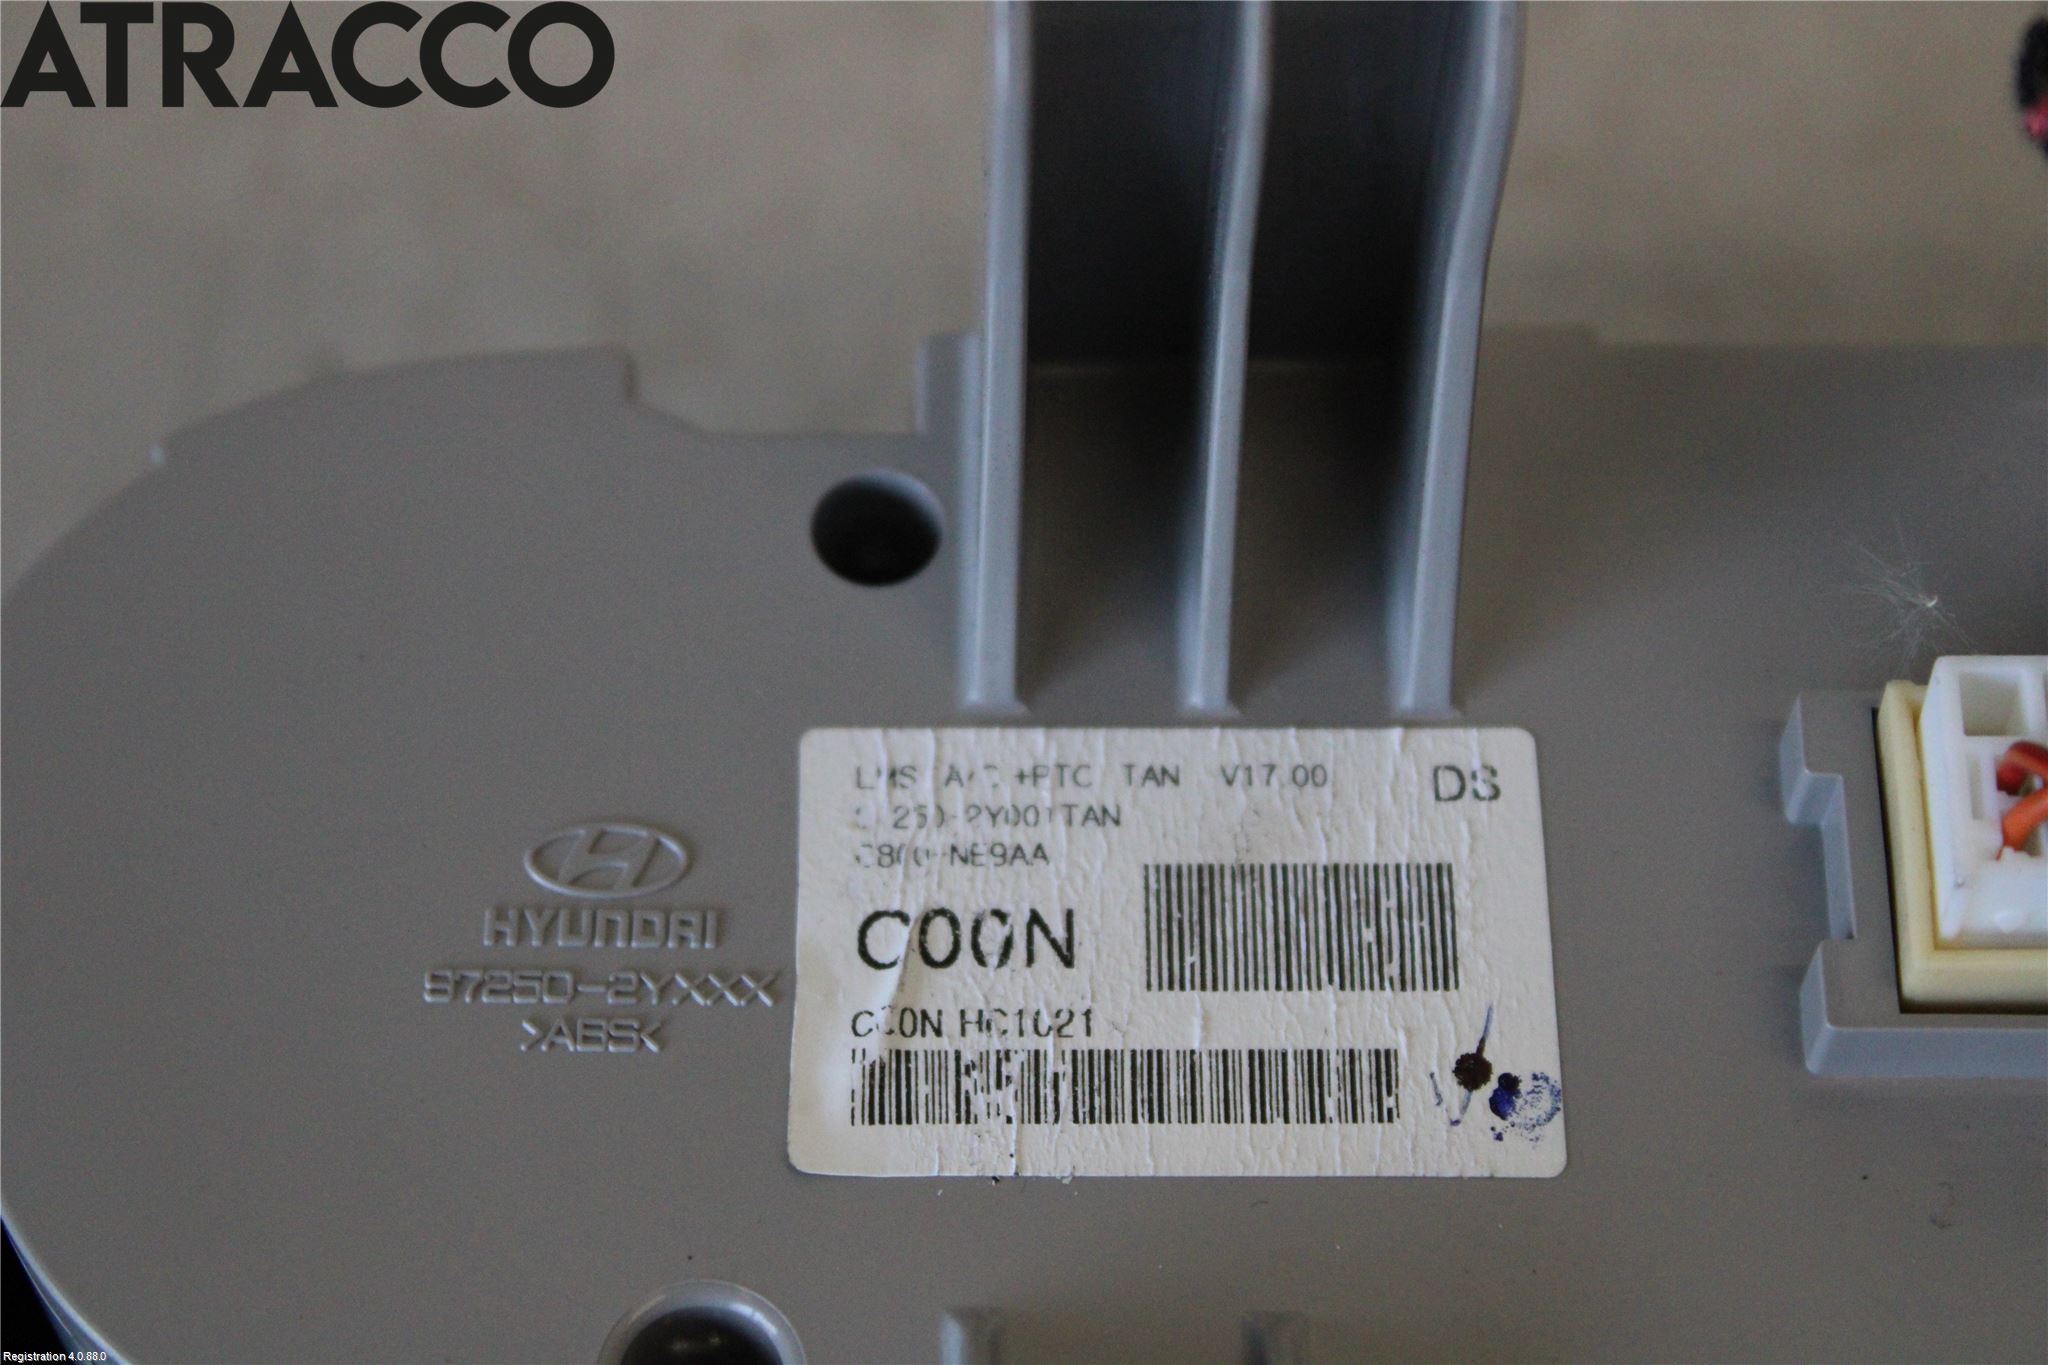 ATRACCO
LMS A/C +PTC TAN V17.00 DS
97250-2Y001TAN
NE9AA
C00N
HYUNDAI
97250-2YXXX
>ABS<
C00N HC1021
Registration 4.0.88.0